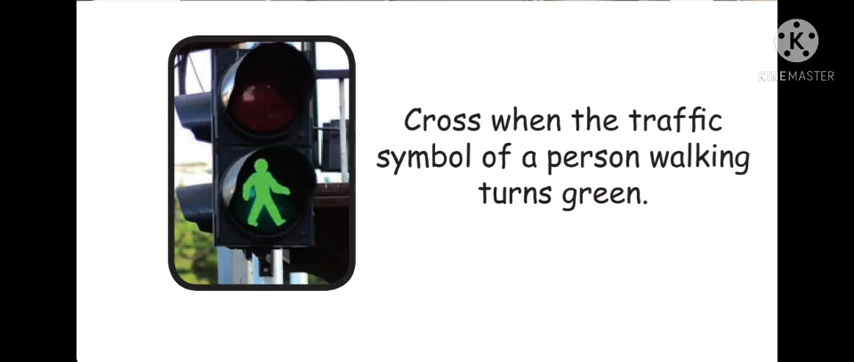 K
KINEMASTER
Cross when the traffic
symbol of a person walking
turns green.